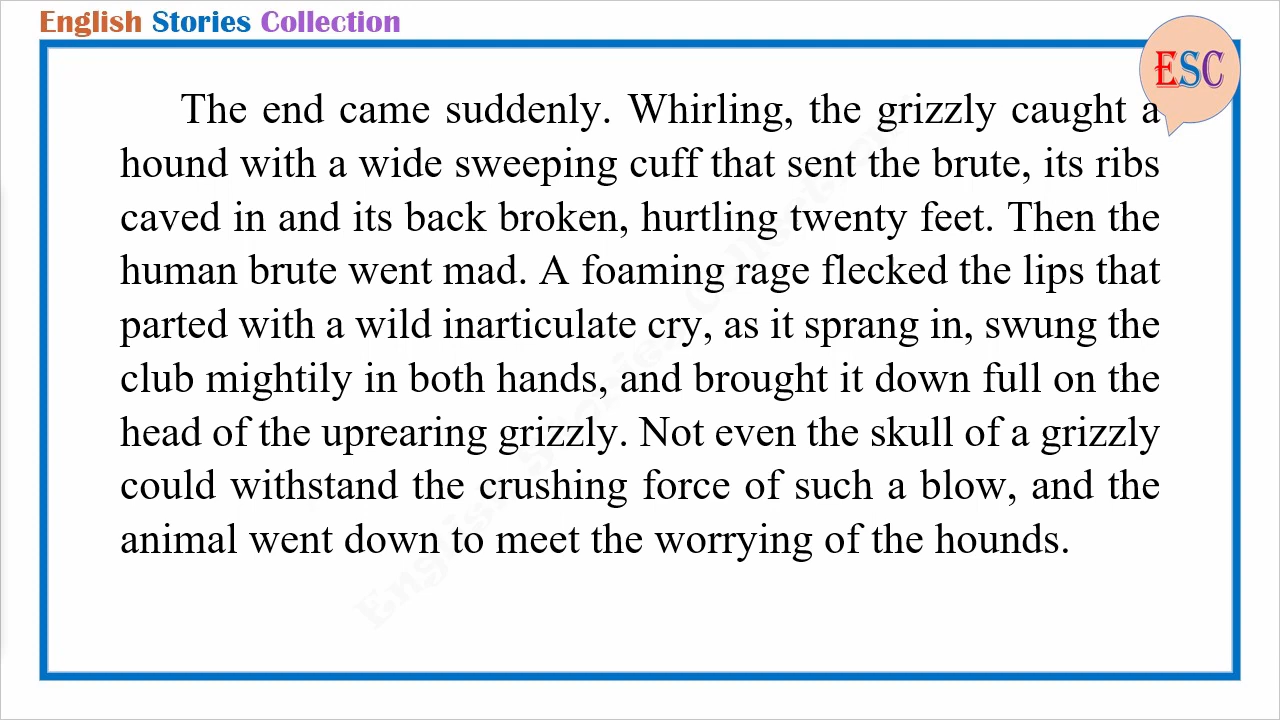 English Stories Collection
ESC
The end came suddenly. Whirling, the grizzly caught a
hound with a wide sweeping cuff that sent the brute, its ribs
caved in and its back broken, hurtling twenty feet. Then the
human brute went mad. A foaming rage flecked the lips that
parted with a wild inarticulate cry, as it sprang in, swung the
club mightily in both hands, and brought it down full on the
head of the uprearing grizzly. Not even the skull of a grizzly
could withstand the crushing force of such a blow, and the
animal went down to meet the worrying of the hounds.
English Stories Collection